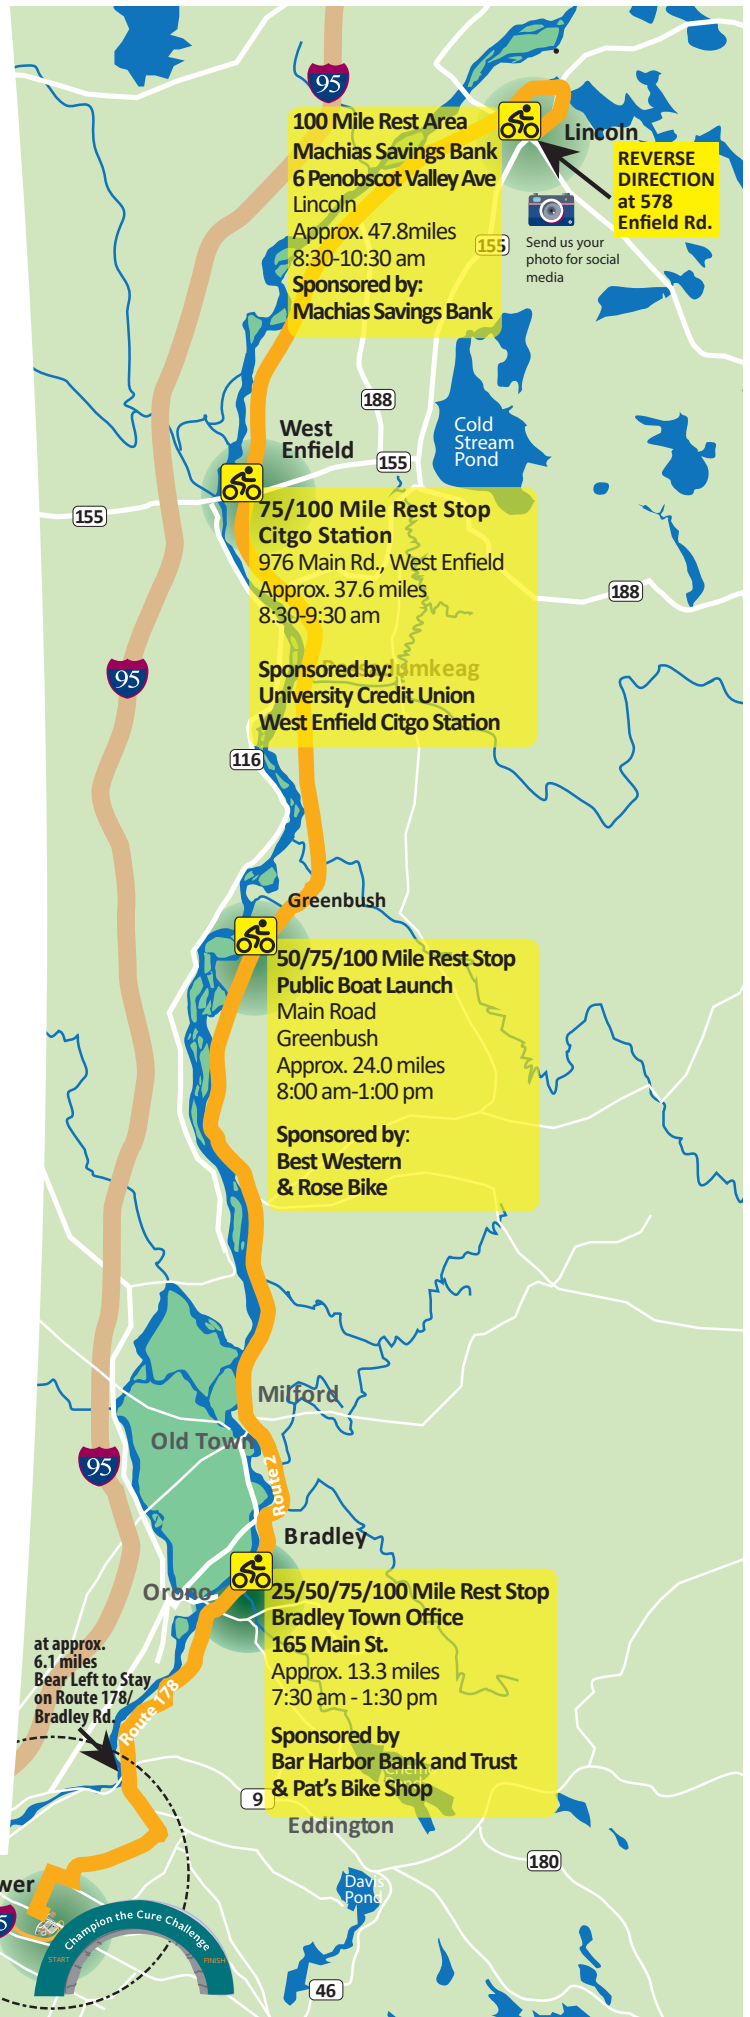 95
100 Mile Rest Area
Machias Savings Bank
6 Penobscot Valley Ave
Lincoln
Approx. 47.8miles
8:30-10:30 am
Sponsored by:
Machias Savings Bank
Lincoln
REVERSE
DIRECTION
at 578
Enfield Rd.
155
Send us your
photo for social
media
188
West
Enfield
Cold
Stream
Pond
155
155
75/100 Mile Rest Stop
Citgo Station
976 Main Rd., West Enfield
Approx. 37.6 miles
8:30-9:30 am
188
95
Sponsored by:
University Credit Union
West Enfield Citgo Station
116
Greenbush
50/75/100 Mile Rest Stop
Public Boat Launch
Main Road
Greenbush
Approx. 24.0 miles
8:00 am-1:00 pm
Sponsored by:
Best Western
& Rose Bike
Milford
Old Town
95
Route 2
Bradley
Orono
25/50/75/100 Mile Rest Stop
Bradley Town Office
165 Main St.
Approx. 13.3 miles
7:30 am - 1:30 pm
Sponsored by
Bar Harbor Bank and Trust
& Pat's Bike Shop
at approx.
6.1 miles
Bear Left to Stay
on Route 178/
Bradley Rd.
Route 178
9
Eddington
180
wer
Davis
Pond
5
Champion the Cure Challenge
START
FINISH
46